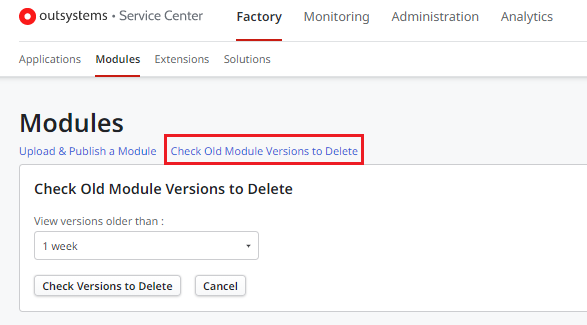 outsystems • Service Center Factory Monitoring Administration Analytics
Applications Modules Extensions Solutions
Modules
Upload & Publish a Module Check Old Module Versions to Delete
Check Old Module Versions to Delete
View versions older than :
1 week
Check Versions to Delete Cancel